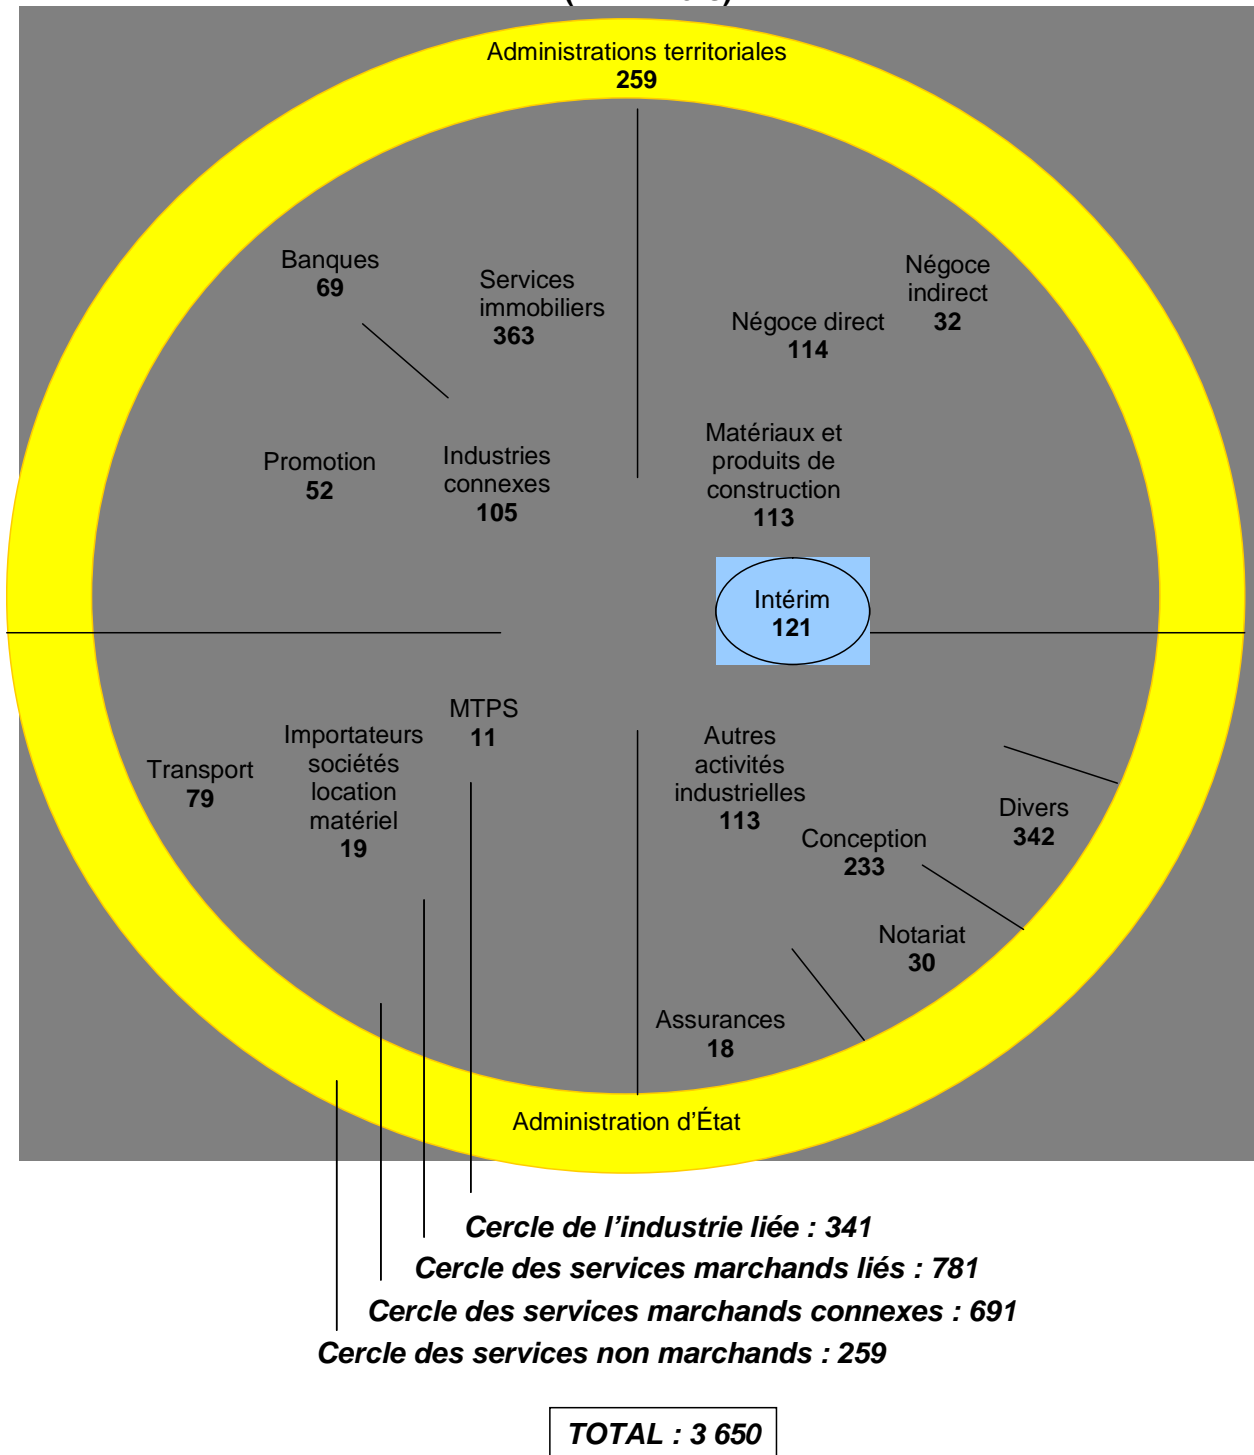 Administrations territoriales
259
Banques
69
Services
immobiliers
363
Négoce
indirect
32
Négoce direct
114
Promotion
52
Industries
connexes
105
Matériaux et
produits de
construction
113
Intérim
121
MTPS
11
Importateurs
sociétés
location
matériel
19
Transport
79
Autres
activités
industrielles
113
Conception
233
Divers
342
Notariat
30
Assurances
18
Administration d’État
Cercle de l’industrie liée : 341
Cercle des services marchands liés : 781
Cercle des services marchands connexes : 691
Cercle des services non marchands : 259
TOTAL : 3 650